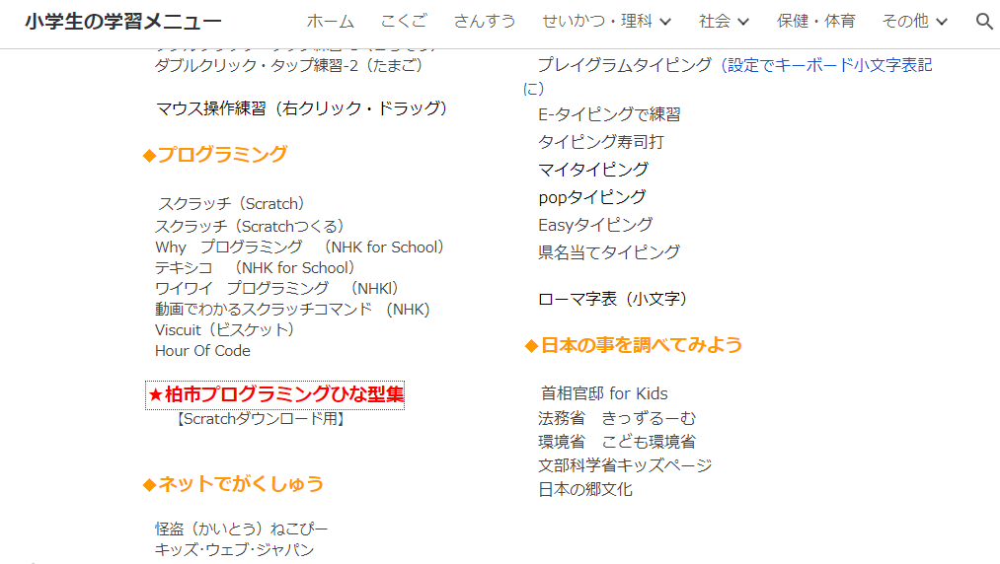 小学生の学習メニュー
ホーム こくご さんすう せいかつ・理科 社会 保健・体育 その他
ダブルクリック・タップ練習-2（たまご）
マウス操作練習（右クリック・ドラッグ）
◆プログラミング
スクラッチ（Scratch）
スクラッチ（Scratchつくる）
Why　プログラミング　（NHK for School）
テキシコ　（NHK for School）
ワイワイ　プログラミング　（NHKI）
動画でわかるスクラッチコマンド　(NHK)
Viscuit（ビスケット）
Hour Of Code
★柏市プログラミングひな型集
【Scratchダウンロード用】
◆ネットでがくしゅう
怪盗（かいとう）ねこぴー
キッズ･ウェブ･ジャパン
プレイグラムタイピング（設定でキーボード小文字表記
に）
E-タイピングで練習
タイピング寿司打
マイタイピング
popタイピング
Easyタイピング
県名当てタイピング
ローマ字表（小文字）
◆日本の事を調べてみよう
首相官邸 for Kids
法務省　きっずるーむ
環境省　こども環境省
文部科学省キッズページ
日本の郷文化